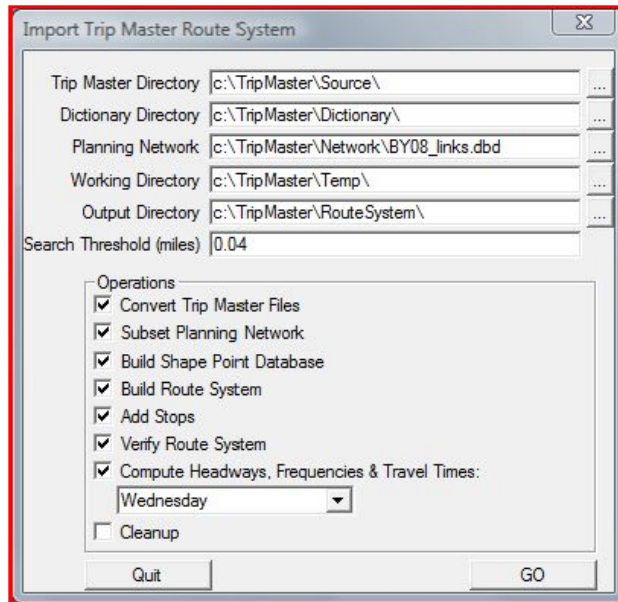 Import Trip Master Route System
Trip Master Directory c:\TripMaster\Source\ ...
Dictionary Directory c:\TripMaster\Dictionary\ ...
Planning Network c:\TripMaster\Network\BY08_links.dbd ...
Working Directory c:\TripMaster\Temp\ ...
Output Directory c:\TripMaster\RouteSystem\ ...
Search Threshold (miles) 0.04
Operations
Convert Trip Master Files
Subset Planning Network
Build Shape Point Database
Build Route System
Add Stops
Verify Route System
Compute Headways, Frequencies & Travel Times:
Wednesday
Cleanup
Quit GO